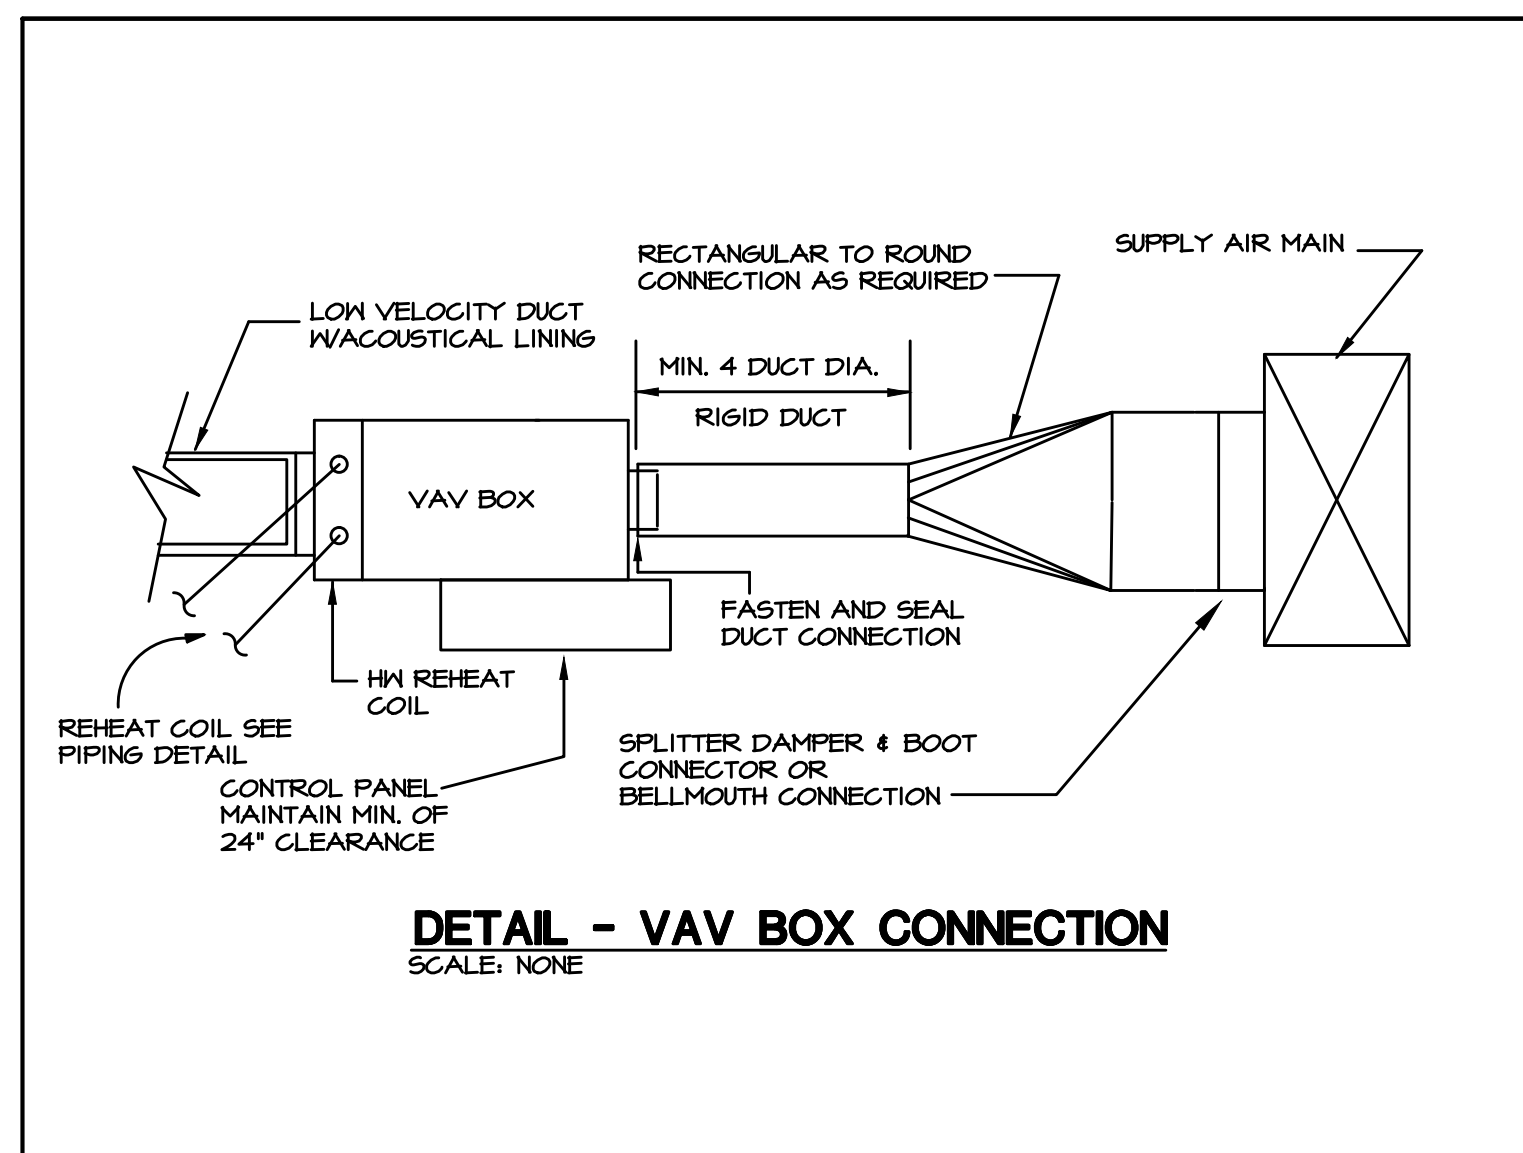 SUPPLY AIR MAIN
RECTANGULAR TO ROUND
CONNECTION AS REQUIRED
LOW VELOCITY DUCT
W/ACOUSTICAL LINING
MIN. 4 DUCT DIA.
RIGID DUCT
VAV BOX
FASTEN AND SEAL
DUCT CONNECTION
HW REHEAT
COIL
REHEAT COIL SEE
PIPING DETAIL
SPLITTER DAMPER & BOOT
CONNECTOR OR
BELLMOUTH CONNECTION
CONTROL PANEL
MAINTAIN MIN. OF
24" CLEARANCE
DETAIL - VAV BOX CONNECTION
SCALE: NONE